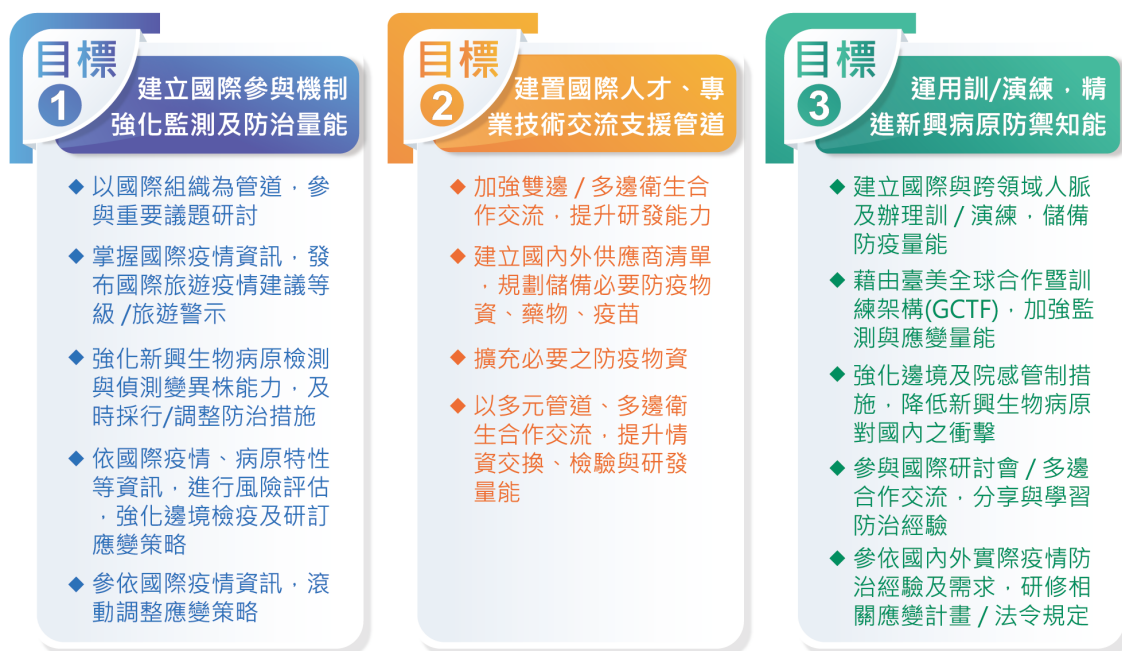 目標
1
建立國際參與機制
強化監測及防治量能
◆ 以國際組織為管道，參
與重要議題研討
◆ 掌握國際疫情資訊，發
布國際旅遊疫情建議等
級 /旅遊警示
◆ 強化新興生物病原檢測
與偵測變異株能力，及
時採行/調整防治措施
◆ 依國際疫情、病原特性
等資訊，進行風險評估
，強化邊境檢疫及研訂
應變策略
◆ 參依國際疫情資訊，滾
動調整應變策略
目標
2
建置國際人才、專
業技術交流支援管道
◆ 加強雙邊 / 多邊衛生合
作交流，提升研發能力
◆ 建立國內外供應商清單
，規劃儲備必要防疫物
資、藥物、疫苗
◆ 擴充必要之防疫物資
◆ 以多元管道、多邊衛
生合作交流，提升情
資交換、檢驗與研發
量能
目標
3
運用訓/演練，精
進新興病原防禦知能
◆ 建立國際與跨領域人脈
及辦理訓 / 演練，儲備
防疫量能
◆ 藉由臺美全球合作暨訓
練架構(GCTF)，加強監
測與應變量能
◆ 強化邊境及院感管制措
施，降低新興生物病原
對國內之衝擊
◆ 參與國際研討會 / 多邊
合作交流，分享與學習
防治經驗
◆ 參依國內外實際疫情防
治經驗及需求，研修相
關應變計畫 / 法令規定